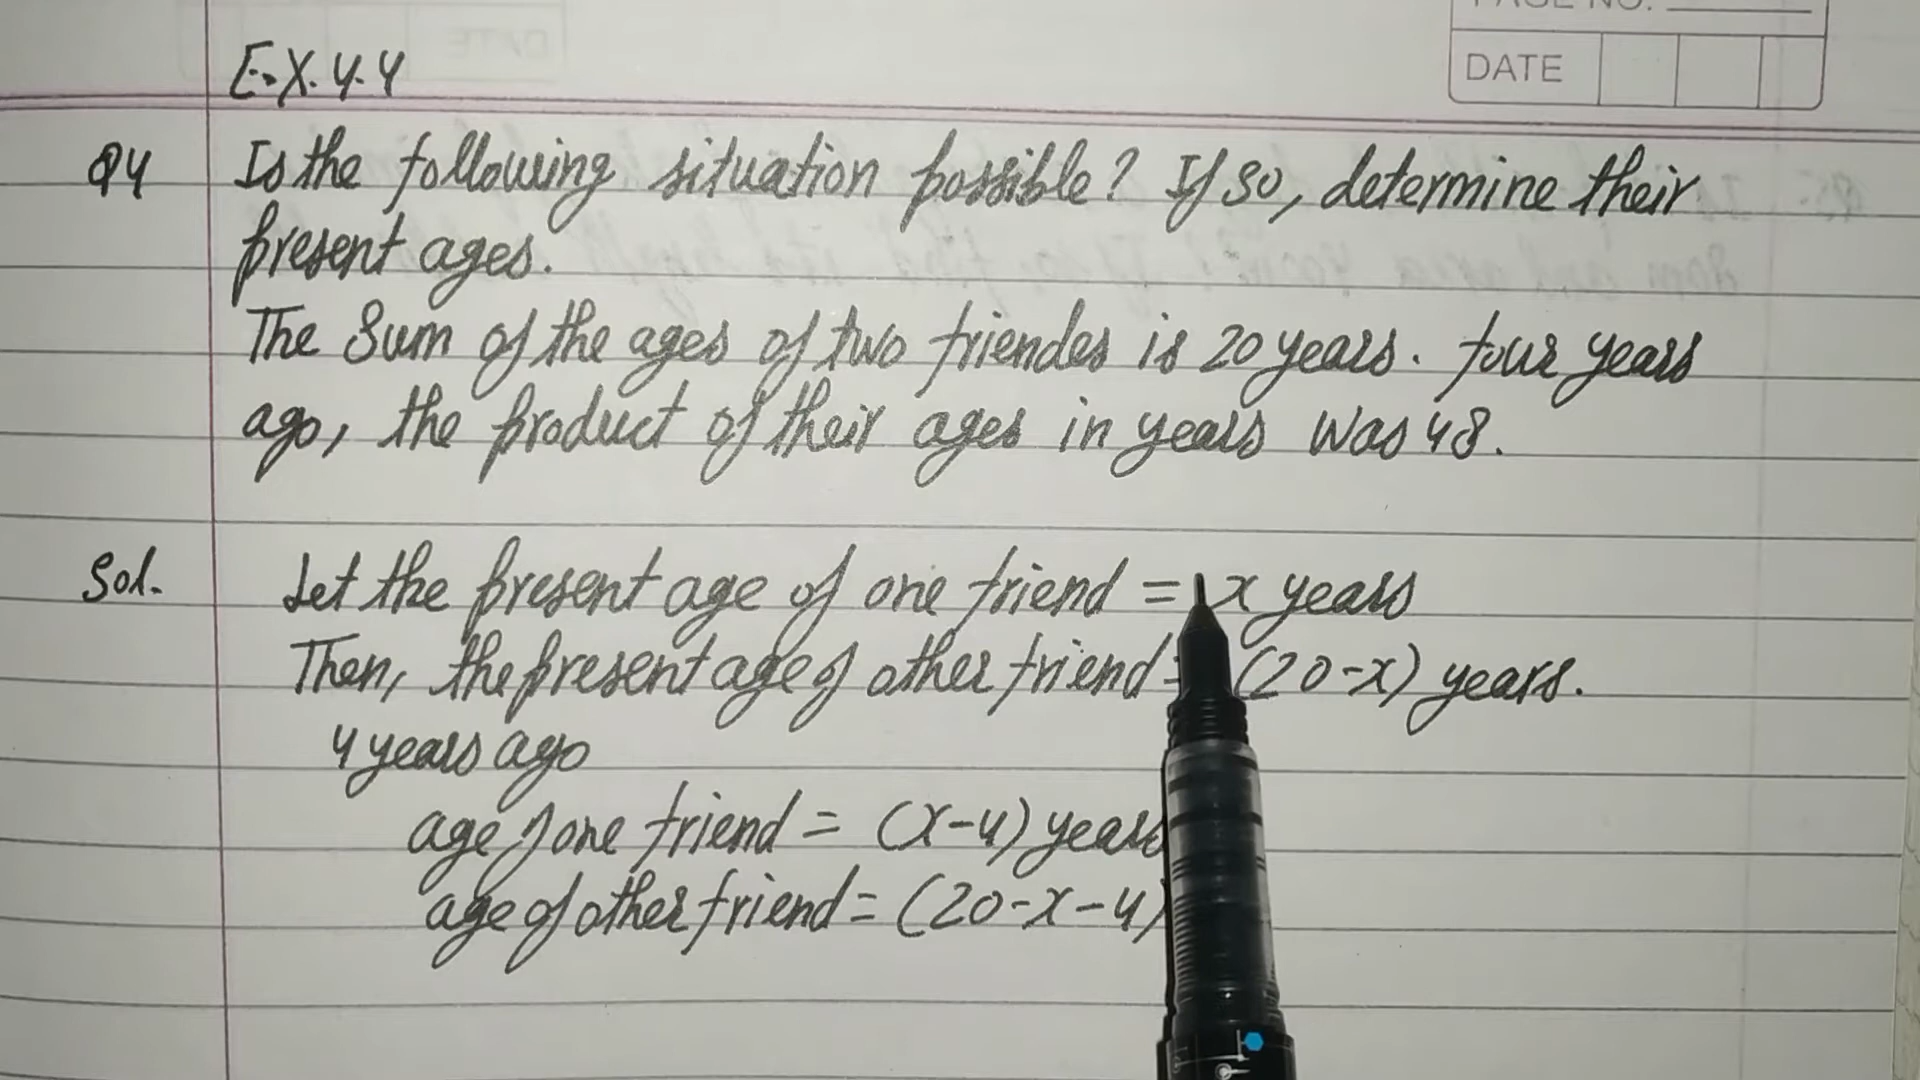 PAGE NO.
DATE
Ex. 4.4
Q4 Is the following situation possible? If so, determine their
present ages.
The Sum of the ages of two friendes is 20 years. four years
ago, the product of their ages in years was 48.
Sol. Let the present age of one friend = x years
Then, the present age of other friend = (20-x) years.
4 years ago
age of one friend = (x-4) years
age of other friend = (20-x-4)